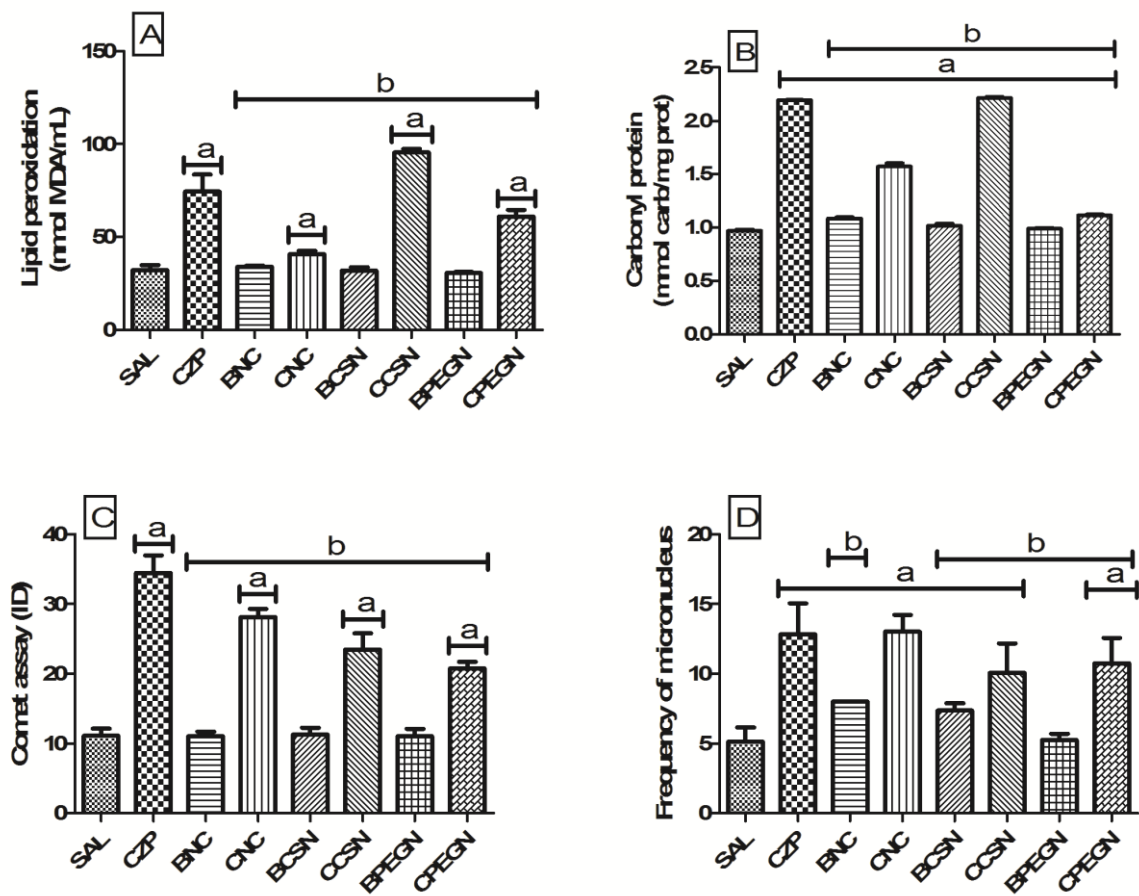 A
Lipid peroxidation
(nmol MDA/mL)
150
100
50
0
b
a
a
a
a
SAL
CZP
BNC
CNC
BCSN
CCSN
BPEGN
CPEGN
B
Carbonyl protein
(mmol carb/mg prot)
2.5
2.0
1.5
1.0
0.5
0.0
b
a
SAL
CZP
BNC
CNC
BCSN
CCSN
BPEGN
CPEGN
C
Comet assay (ID)
40
30
20
10
0
a
b
a
a
a
SAL
CZP
BNC
CNC
BCSN
CCSN
BPEGN
CPEGN
D
Frequency of micronucleus
20
15
10
5
0
b
b
a
a
SAL
CZP
BNC
CNC
BCSN
CCSN
BPEGN
CPEGN